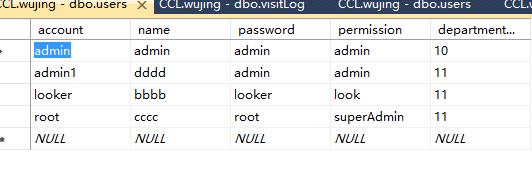 CCL.wujing - dbo.users CCL.wujing - dbo.visitLog CCL.wujing - dbo.users CCL.wujing
account name password permission department...
admin admin admin admin 10
admin1 dddd admin admin 11
looker bbbb looker look 11
root cccc root superAdmin 11
NULL NULL NULL NULL NULL